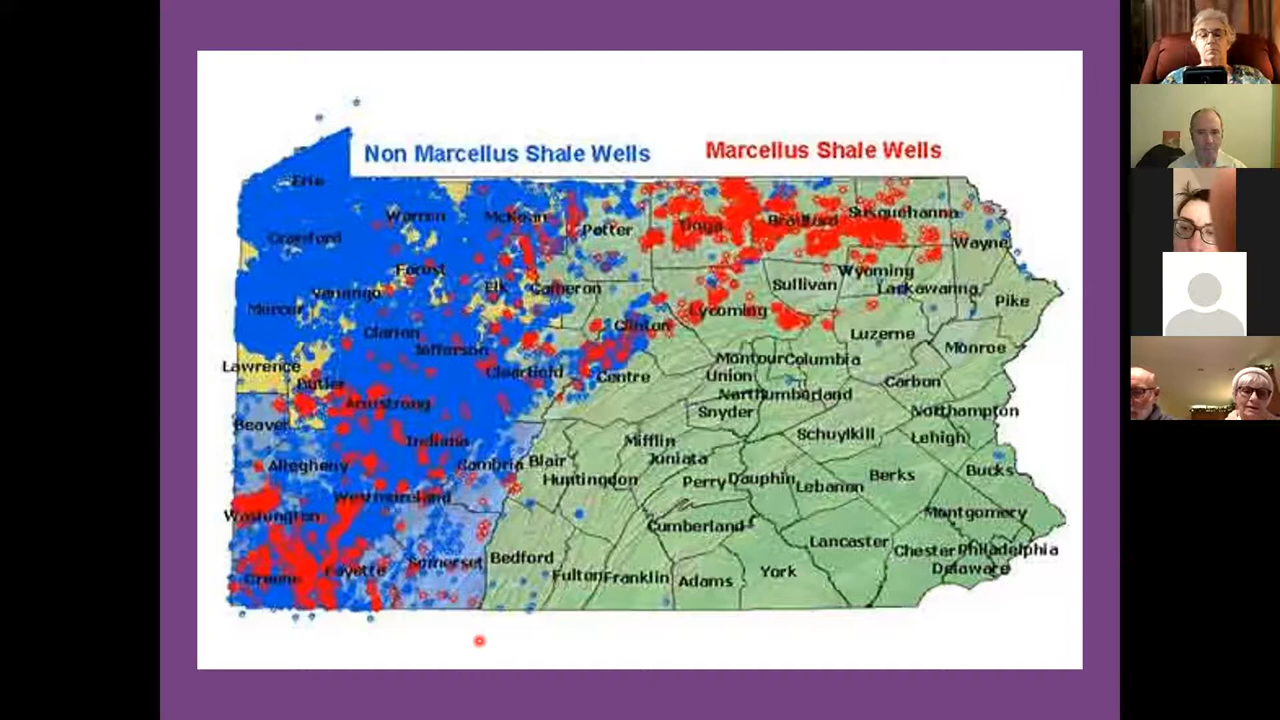 Non Marcellus Shale Wells
Marcellus Shale Wells
Erie
Warren
McKean
Potter
Tioga
Bradford
Susquehanna
Crawford
Wayne
Forest
Elk
Cameron
Sullivan
Wyoming
Lackawanna
Venango
Mercer
Clinton
Lycoming
Pike
Clarion
Jefferson
Luzerne
Monroe
Lawrence
Clearfield
Centre
Montour
Columbia
Union
Butler
Armstrong
Northumberland
Carbon
Snyder
Northampton
Beaver
Indiana
Mifflin
Schuylkill
Lehigh
Allegheny
Cambria
Blair
Juniata
Huntingdon
Perry
Dauphin
Lebanon
Berks
Bucks
Westmoreland
Washington
Cumberland
Montgomery
Lancaster
Chester
Philadelphia
Greene
Fayette
Somerset
Bedford
Fulton
Franklin
Adams
York
Delaware